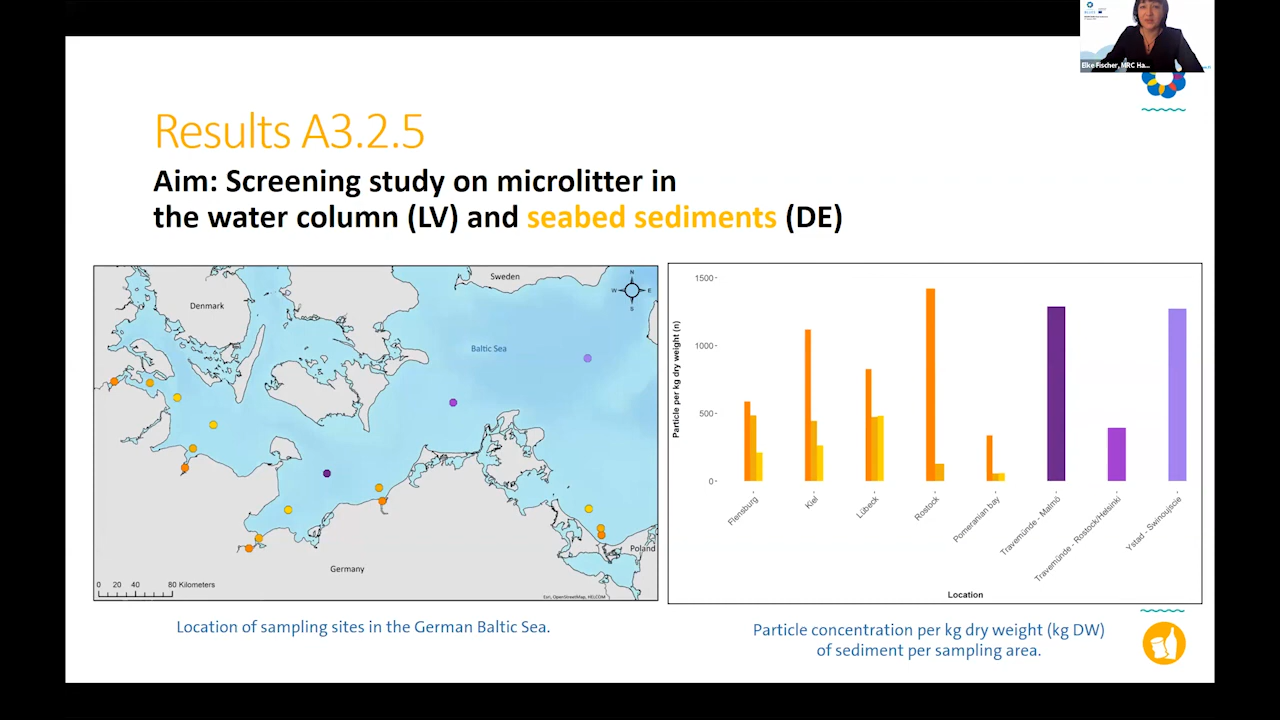 Elke Fischer, MRC Ha...
Results A3.2.5
Aim: Screening study on microlitter in
the water column (LV) and seabed sediments (DE)
Sweden
N
W
E
S
Denmark
Baltic Sea
Poland
Germany
0 20 40 80 Kilometers
Esri, OpenStreetMap, HELCOM
Location of sampling sites in the German Baltic Sea.
Particle per kg dry weight (n)
1500
1000
500
0
Flensburg
Kiel
Lübeck
Rostock
Pomeranian bay
Travemünde - Malmö
Travemünde - Rostock/Helsinki
Ystad - Swinoujscie
Location
Particle concentration per kg dry weight (kg DW)
of sediment per sampling area.